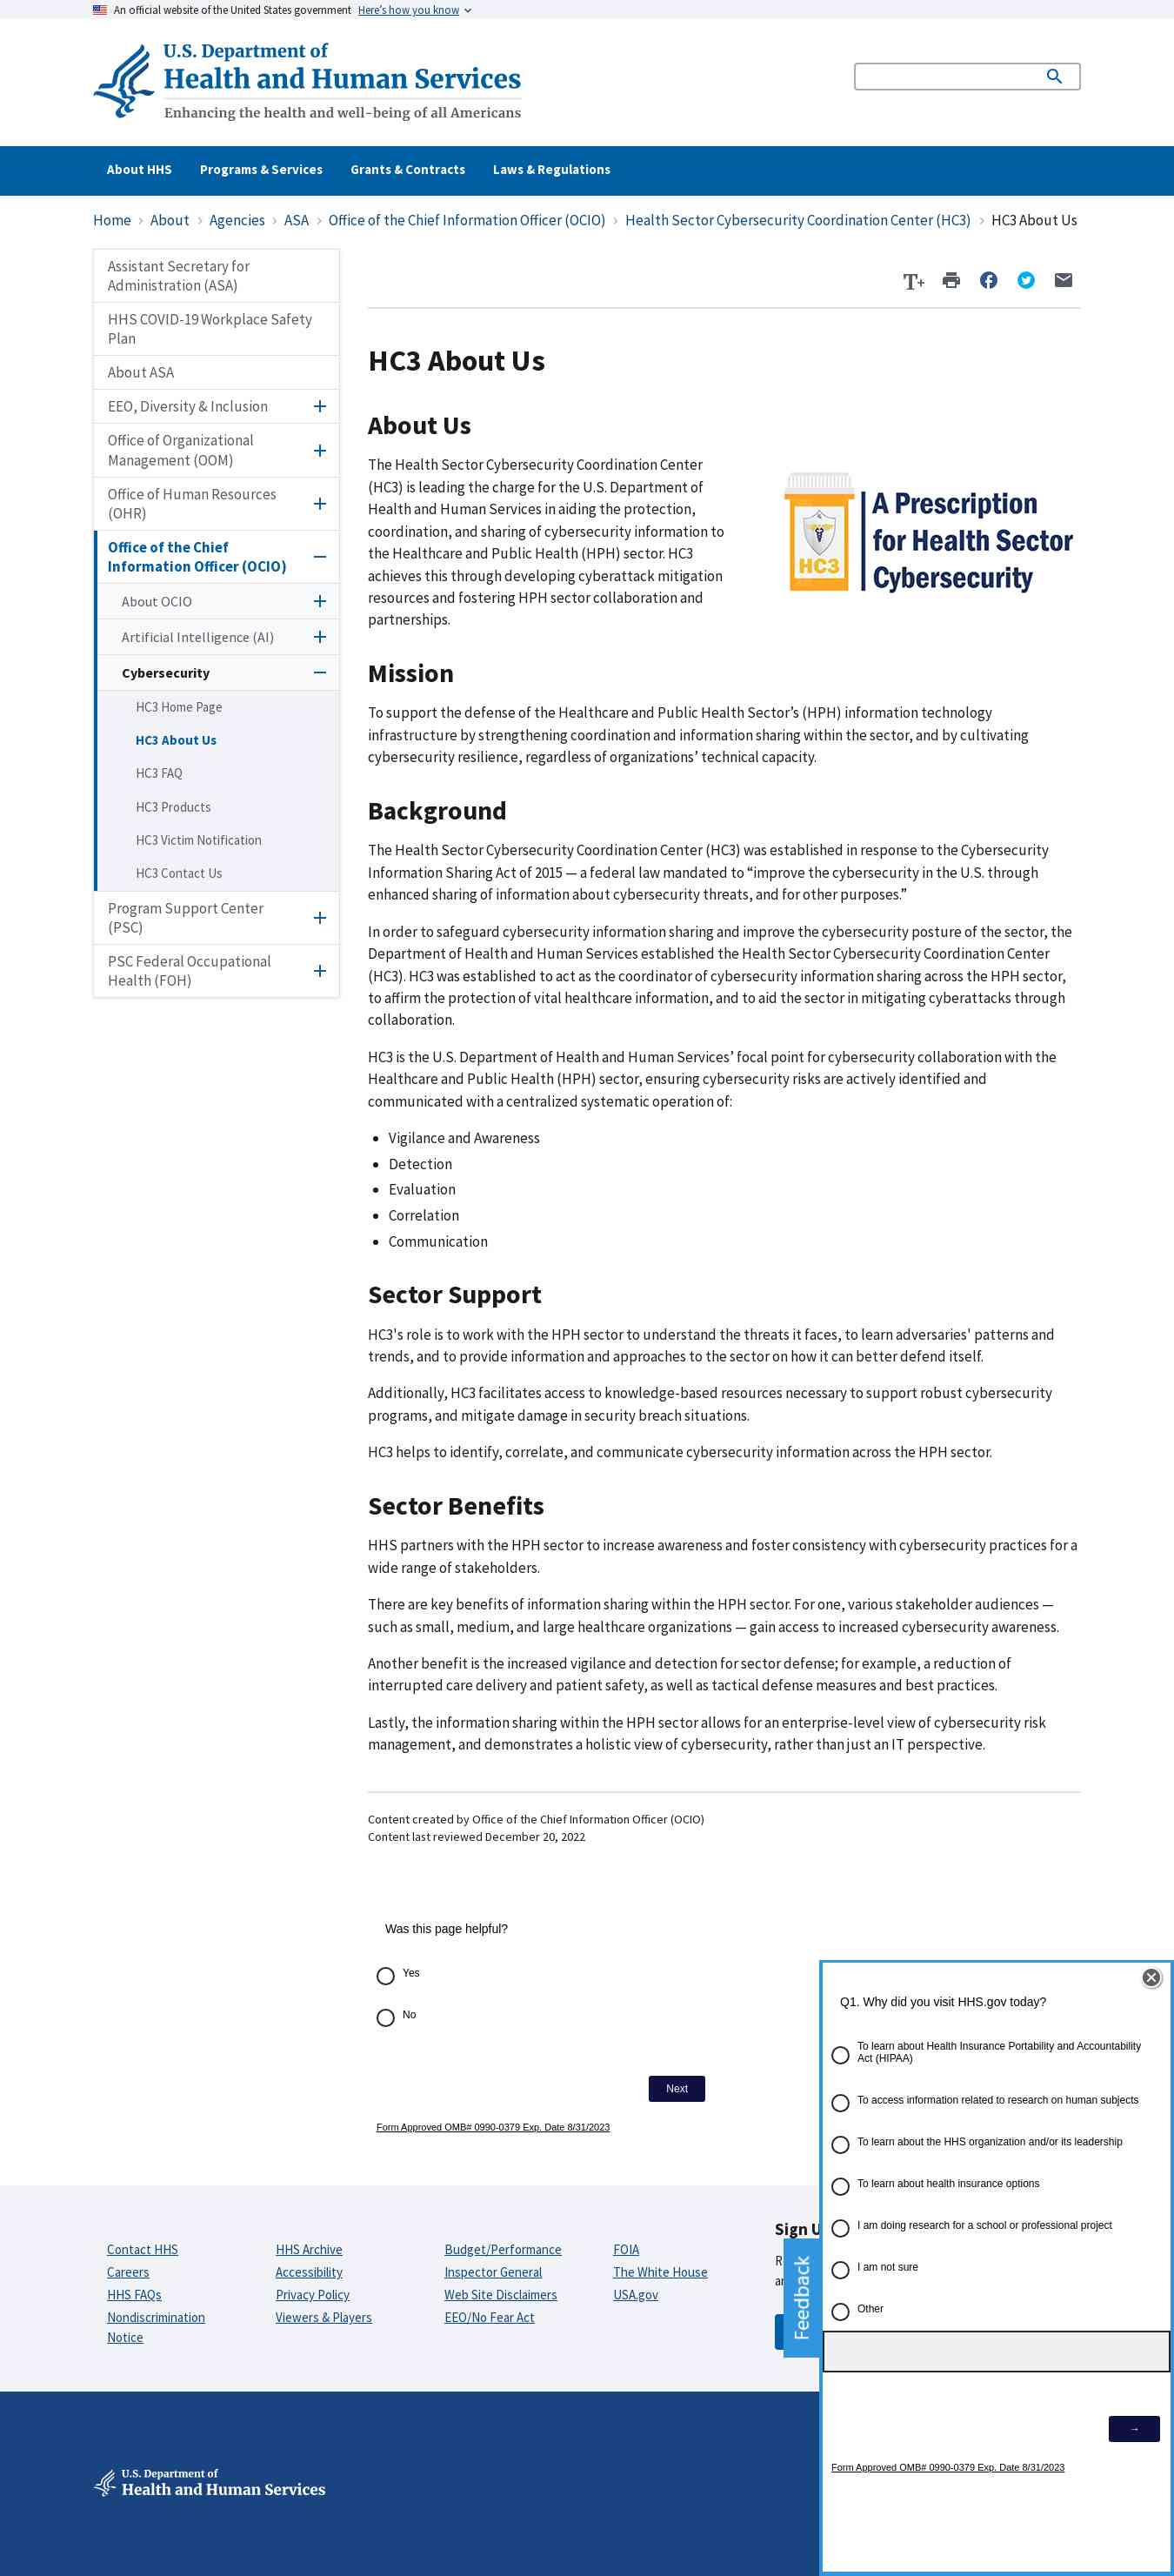 An official website of the United States government Here's how you know
U.S. Department of
Health and Human Services
Enhancing the health and well-being of all Americans
About HHS Programs & Services Grants & Contracts Laws & Regulations
Home › About › Agencies › ASA › Office of the Chief Information Officer (OCIO) › Health Sector Cybersecurity Coordination Center (HC3) › HC3 About Us
Assistant Secretary for
Administration (ASA)
HHS COVID-19 Workplace Safety
Plan
About ASA
EEO, Diversity & Inclusion
Office of Organizational
Management (OOM)
Office of Human Resources
(OHR)
Office of the Chief
Information Officer (OCIO)
About OCIO
Artificial Intelligence (AI)
Cybersecurity
HC3 Home Page
HC3 About Us
HC3 FAQ
HC3 Products
HC3 Victim Notification
HC3 Contact Us
Program Support Center
(PSC)
PSC Federal Occupational
Health (FOH)
T+
HC3 About Us
About Us
The Health Sector Cybersecurity Coordination Center
(HC3) is leading the charge for the U.S. Department of
Health and Human Services in aiding the protection,
coordination, and sharing of cybersecurity information to
the Healthcare and Public Health (HPH) sector. HC3
achieves this through developing cyberattack mitigation
resources and fostering HPH sector collaboration and
partnerships.
HC3
A Prescription
for Health Sector
Cybersecurity
Mission
To support the defense of the Healthcare and Public Health Sector’s (HPH) information technology
infrastructure by strengthening coordination and information sharing within the sector, and by cultivating
cybersecurity resilience, regardless of organizations’ technical capacity.
Background
The Health Sector Cybersecurity Coordination Center (HC3) was established in response to the Cybersecurity
Information Sharing Act of 2015 — a federal law mandated to “improve the cybersecurity in the U.S. through
enhanced sharing of information about cybersecurity threats, and for other purposes.”
In order to safeguard cybersecurity information sharing and improve the cybersecurity posture of the sector, the
Department of Health and Human Services established the Health Sector Cybersecurity Coordination Center
(HC3). HC3 was established to act as the coordinator of cybersecurity information sharing across the HPH sector,
to affirm the protection of vital healthcare information, and to aid the sector in mitigating cyberattacks through
collaboration.
HC3 is the U.S. Department of Health and Human Services’ focal point for cybersecurity collaboration with the
Healthcare and Public Health (HPH) sector, ensuring cybersecurity risks are actively identified and
communicated with a centralized systematic operation of:
• Vigilance and Awareness
• Detection
• Evaluation
• Correlation
• Communication
Sector Support
HC3's role is to work with the HPH sector to understand the threats it faces, to learn adversaries' patterns and
trends, and to provide information and approaches to the sector on how it can better defend itself.
Additionally, HC3 facilitates access to knowledge-based resources necessary to support robust cybersecurity
programs, and mitigate damage in security breach situations.
HC3 helps to identify, correlate, and communicate cybersecurity information across the HPH sector.
Sector Benefits
HHS partners with the HPH sector to increase awareness and foster consistency with cybersecurity practices for a
wide range of stakeholders.
There are key benefits of information sharing within the HPH sector. For one, various stakeholder audiences —
such as small, medium, and large healthcare organizations — gain access to increased cybersecurity awareness.
Another benefit is the increased vigilance and detection for sector defense; for example, a reduction of
interrupted care delivery and patient safety, as well as tactical defense measures and best practices.
Lastly, the information sharing within the HPH sector allows for an enterprise-level view of cybersecurity risk
management, and demonstrates a holistic view of cybersecurity, rather than just an IT perspective.
Content created by Office of the Chief Information Officer (OCIO)
Content last reviewed December 20, 2022
Was this page helpful?
Yes
No
Next
Form Approved OMB# 0990-0379 Exp. Date 8/31/2023
Q1. Why did you visit HHS.gov today?
To learn about Health Insurance Portability and Accountability
Act (HIPAA)
To access information related to research on human subjects
To learn about the HHS organization and/or its leadership
To learn about health insurance options
I am doing research for a school or professional project
I am not sure
Other
→
Form Approved OMB# 0990-0379 Exp. Date 8/31/2023
Feedback
Sign U
Contact HHS
Careers
HHS FAQs
Nondiscrimination
Notice
HHS Archive
Accessibility
Privacy Policy
Viewers & Players
Budget/Performance
Inspector General
Web Site Disclaimers
EEO/No Fear Act
FOIA
The White House
USA.gov
U.S. Department of
Health and Human Services